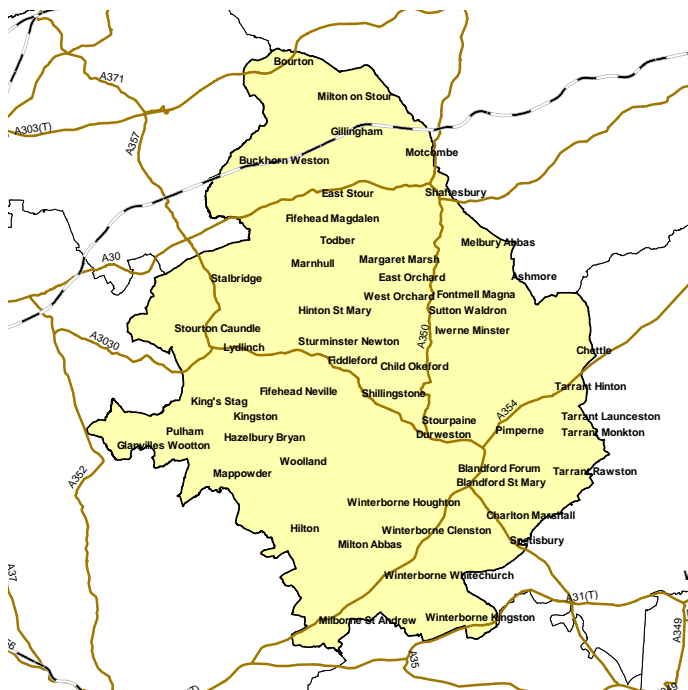 Bourton
A371
Milton on Stour
A303(T)
Gillingham
A357
Motcombe
Buckhorn Weston
East Stour
Shaftesbury
Fifehead Magdalen
Todber
Melbury Abbas
A30
Margaret Marsh
Marnhull
Stalbridge
East Orchard
Ashmore
West Orchard
Fontmell Magna
Hinton St Mary
Sutton Waldron
Stourton Caundle
Iwerne Minster
A3030
A350
Sturminster Newton
Lydlinch
Chettle
Fiddleford
Child Okeford
Tarrant Hinton
Fifehead Neville
Shillingstone
King's Stag
A354
Kingston
Stourpaine
Tarrant Launceston
Pulham
Hazelbury Bryan
Durweston
Pimperne
Tarrant Monkton
Glanvilles Wootton
Woolland
Blandford Forum
Mappowder
Tarrant Rawston
A352
Blandford St Mary
Winterborne Houghton
Charlton Marshall
Hilton
Winterborne Clenston
Milton Abbas
Spetisbury
A37
Winterborne Whitechurch
A31(T)
Milborne St Andrew
Winterborne Kingston
A349
A35